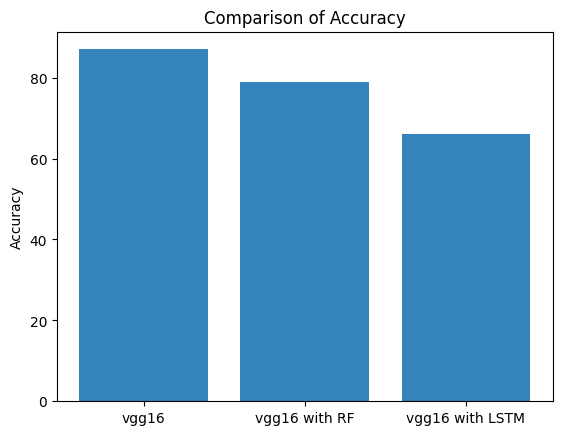 Comparison of Accuracy
Accuracy
80
60
40
20
0
vgg16
vgg16 with RF
vgg16 with LSTM